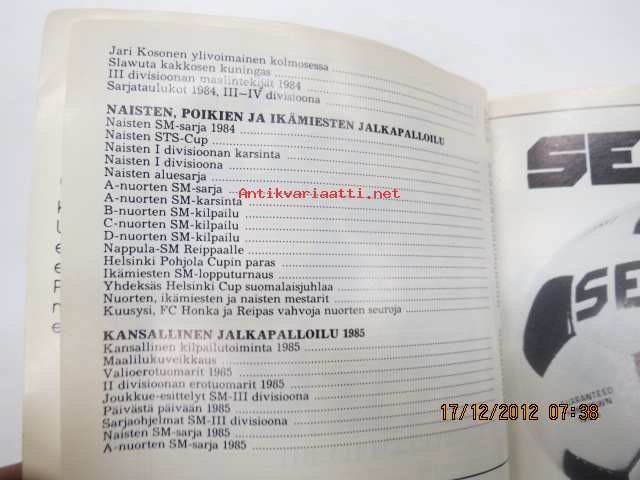 Jari Kosonen ylivoimainen kolmosessa
Slawuta kakkosen kuningas
III divisioonan maalintekijät 1984
Sarjataulukot 1984, III—IV divisioona
NAISTEN, POIKIEN JA IKÄMIESTEN JALKAPALLOILU
Naisten SM-sarja 1984
Naisten STS-Cup
Naisten I divisioonan karsinta
Naisten I divisioona
Naisten aluesarja
A-nuorten SM-sarja
A-nuorten SM-karsinta
B-nuorten SM-kilpailu
C-nuorten SM-kilpailu
D-nuorten SM-kilpailu
Nappula-SM Reippaalle
Helsinki Pohjola Cupin paras
Ikämiesten SM-lopputurnaus
Yhdeksäs Helsinki Cup suomalaisjuhlaa
Nuorten, ikämiesten ja naisten mestarit
Kuusysi, FC Honka ja Reipas vahvoja nuorten seuroja
KANSALLINEN JALKAPALLOILU 1985
Kansallinen kilpailutoiminta 1985
Maalilukuveikkaus
Valioerotuomarit 1985
II divisioonan erotuomarit 1985
Joukkue-esittelyt SM-III divisioona
Päivästä päivään 1985
Sarjaohjelmat SM-III divisioona
Naisten SM-sarja 1985
A-nuorten SM-sarja 1985
Antikvariaatti.net
SE
SE
17/12/2012 07:38